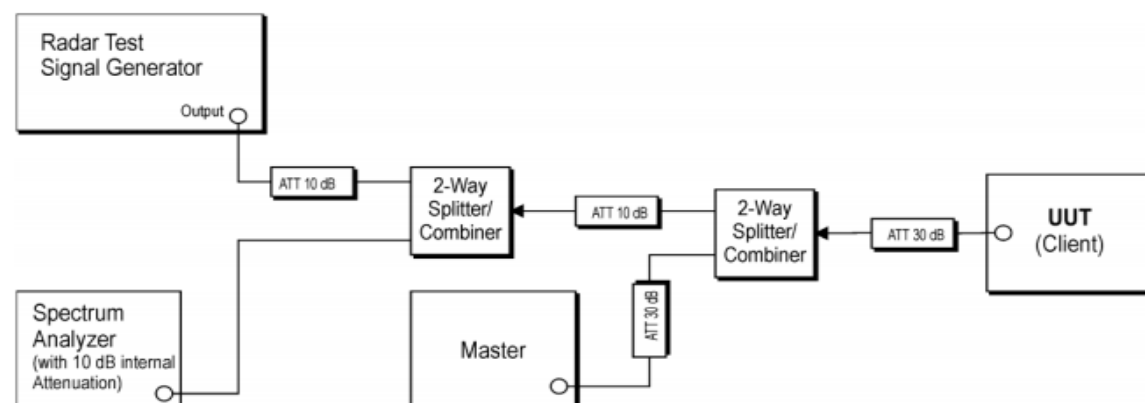 Radar Test
Signal Generator
Output
ATT 10 dB
2-Way
Splitter/
Combiner
ATT 10 dB
2-Way
Splitter/
Combiner
ATT 30 dB
UUT
(Client)
Spectrum
Analyzer
(with 10 dB internal
Attenuation)
Master
ATT 30 dB